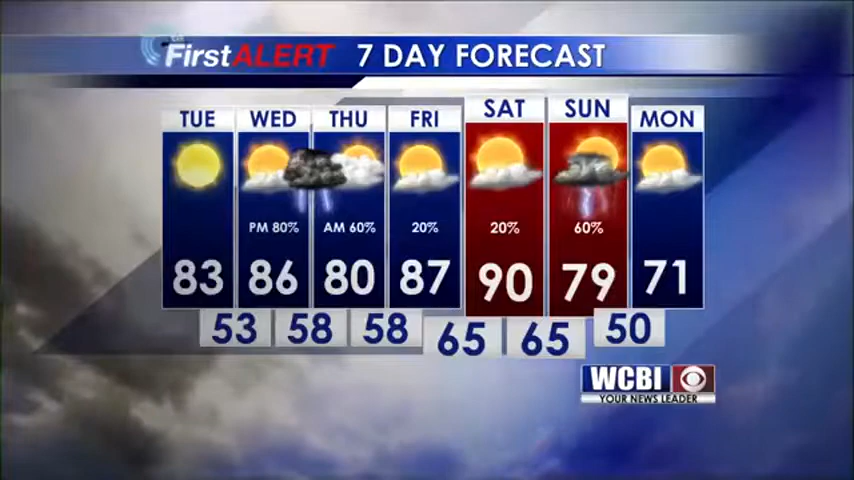 FirstALERT 7 DAY FORECAST
TUE WED THU FRI SAT SUN MON
PM 80% AM 60% 20% 20% 60%
83 86 80 87 90 79 71
53 58 58 65 65 50
WCBI
YOUR NEWS LEADER